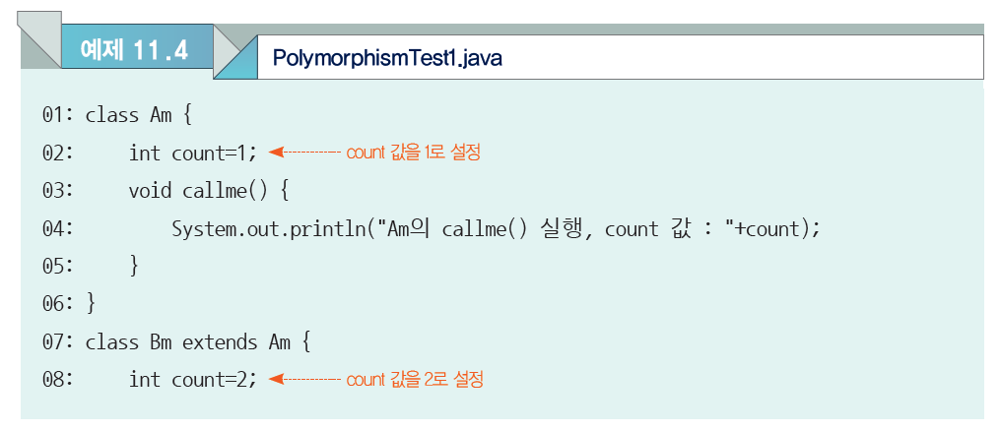 예제 11.4
PolymorphismTest1.java
01: class Am {
02:     int count=1; count 값을 1로 설정
03:     void callme() {
04:         System.out.println("Am의 callme() 실행, count 값 : "+count);
05:     }
06: }
07: class Bm extends Am {
08:     int count=2; count 값을 2로 설정